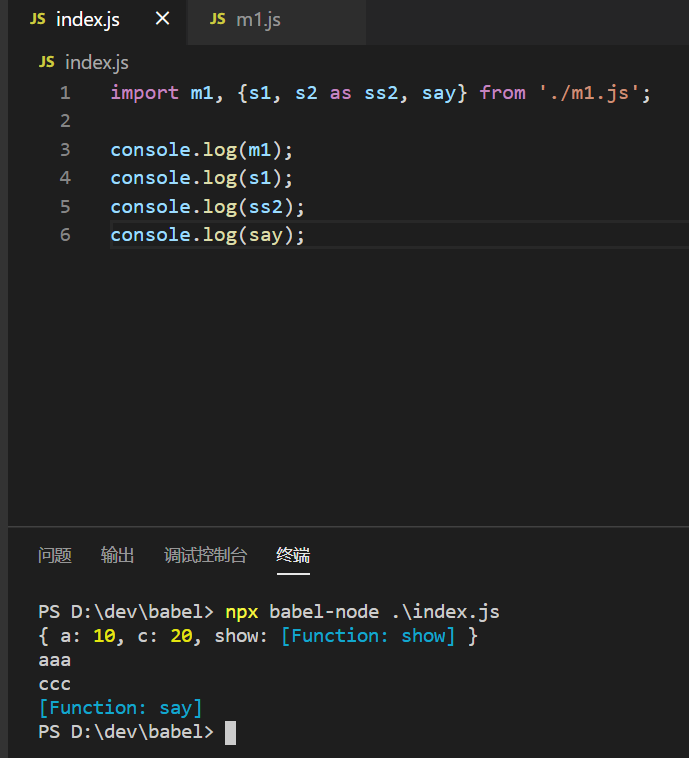 JS index.js × JS m1.js
JS index.js
1 import m1, {s1, s2 as ss2, say} from './m1.js';
2
3 console.log(m1);
4 console.log(s1);
5 console.log(ss2);
6 console.log(say);
问题 输出 调试控制台 终端
PS D:\dev\babel> npx babel-node .\index.js
{ a: 10, c: 20, show: [Function: show] }
aaa
ccc
[Function: say]
PS D:\dev\babel>